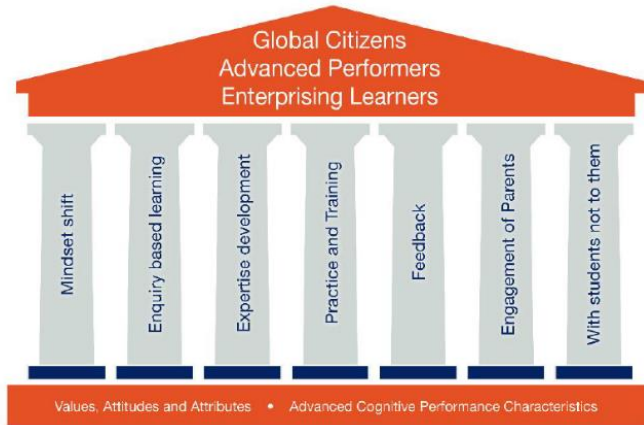 Global Citizens
Advanced Performers
Enterprising Learners
Mindset shift
Enquiry based learning
Expertise development
Practice and Training
Feedback
Engagement of Parents
With students not to them
Values, Attitudes and Attributes • Advanced Cognitive Performance Characteristics